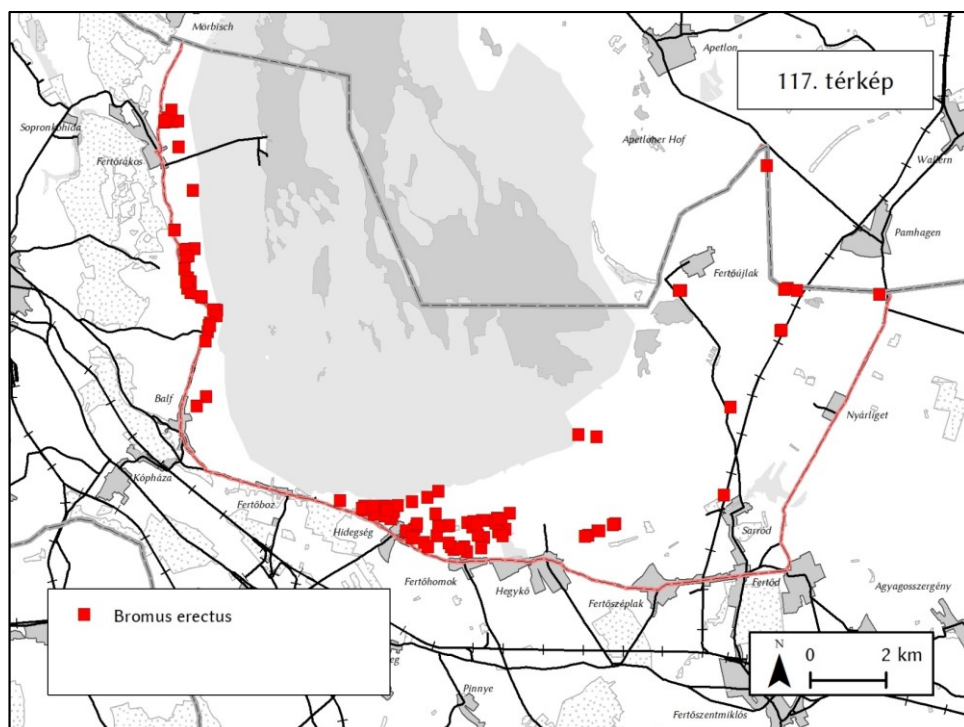 Mörbisch
Apetlon
117. térkép
Sopronkőhida
Fertőrákos
Apetloner Hof
Wallern
Pamhagen
Fertőújlak
Balf
Nyárliget
Kópháza
Fertőboz
Hidegség
Sarród
Fertőhomok
Hegykő
Fertőd
Fertőszéplak
Agyagosszergény
Bromus erectus
N
0 2 km
Pinnye
Fertőszentmiklós